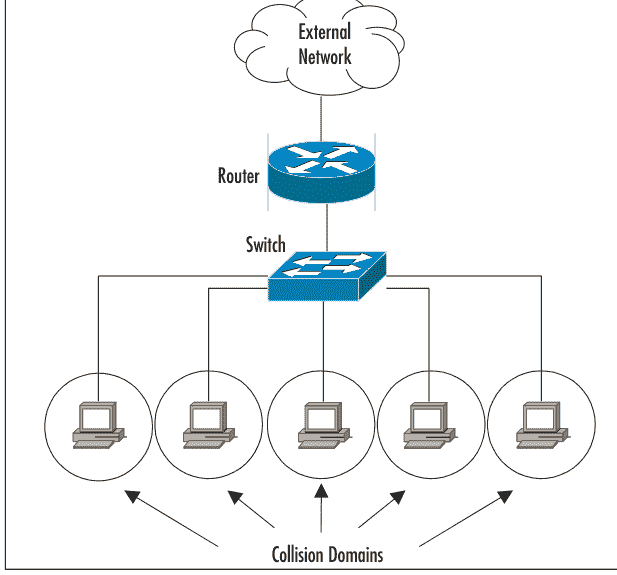 External
Network
Router
Switch
Collision Domains